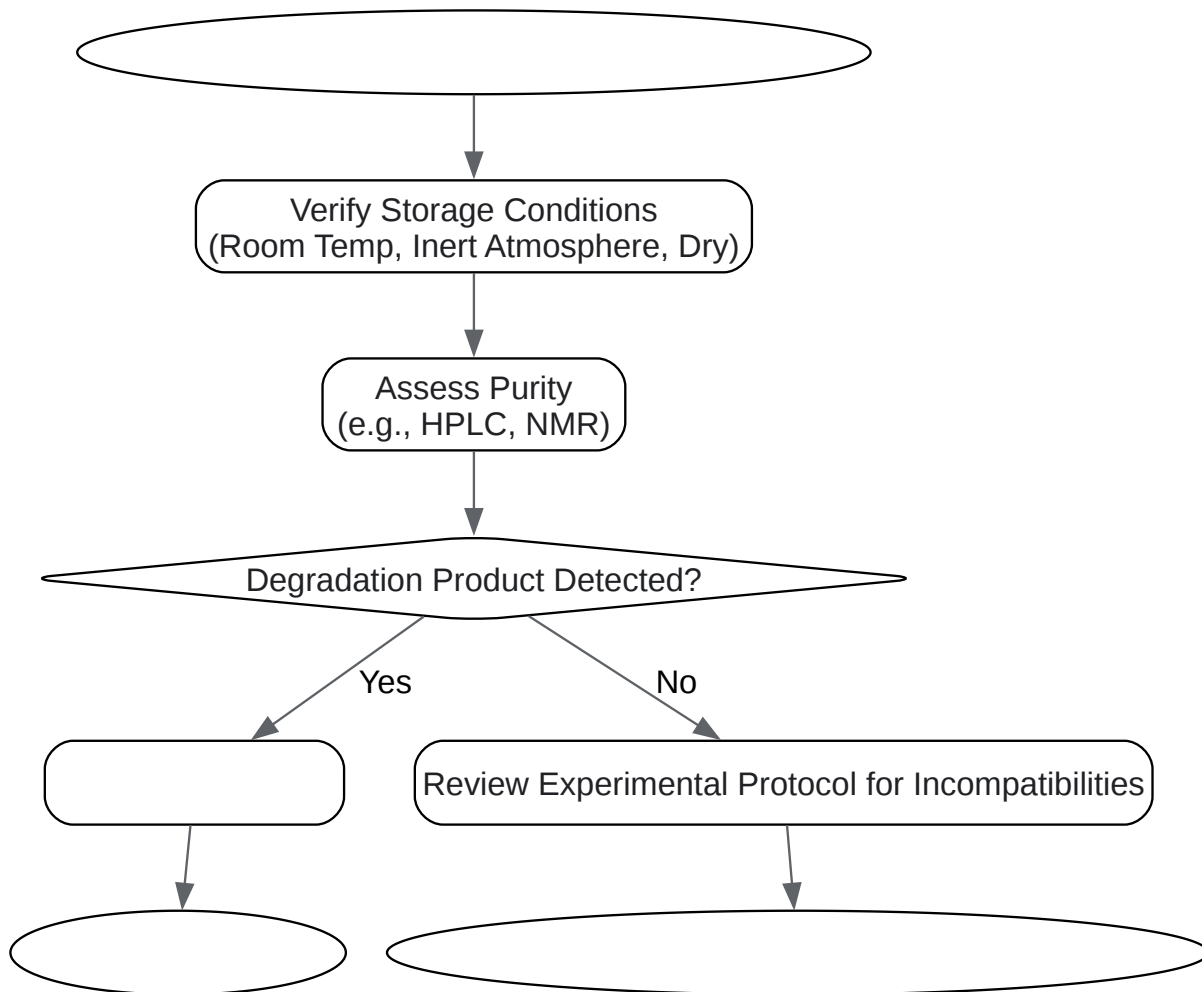 Verify Storage Conditions
(Room Temp, Inert Atmosphere, Dry)
Assess Purity
(e.g., HPLC, NMR)
Degradation Product Detected?
Yes
No
Review Experimental Protocol for Incompatibilities